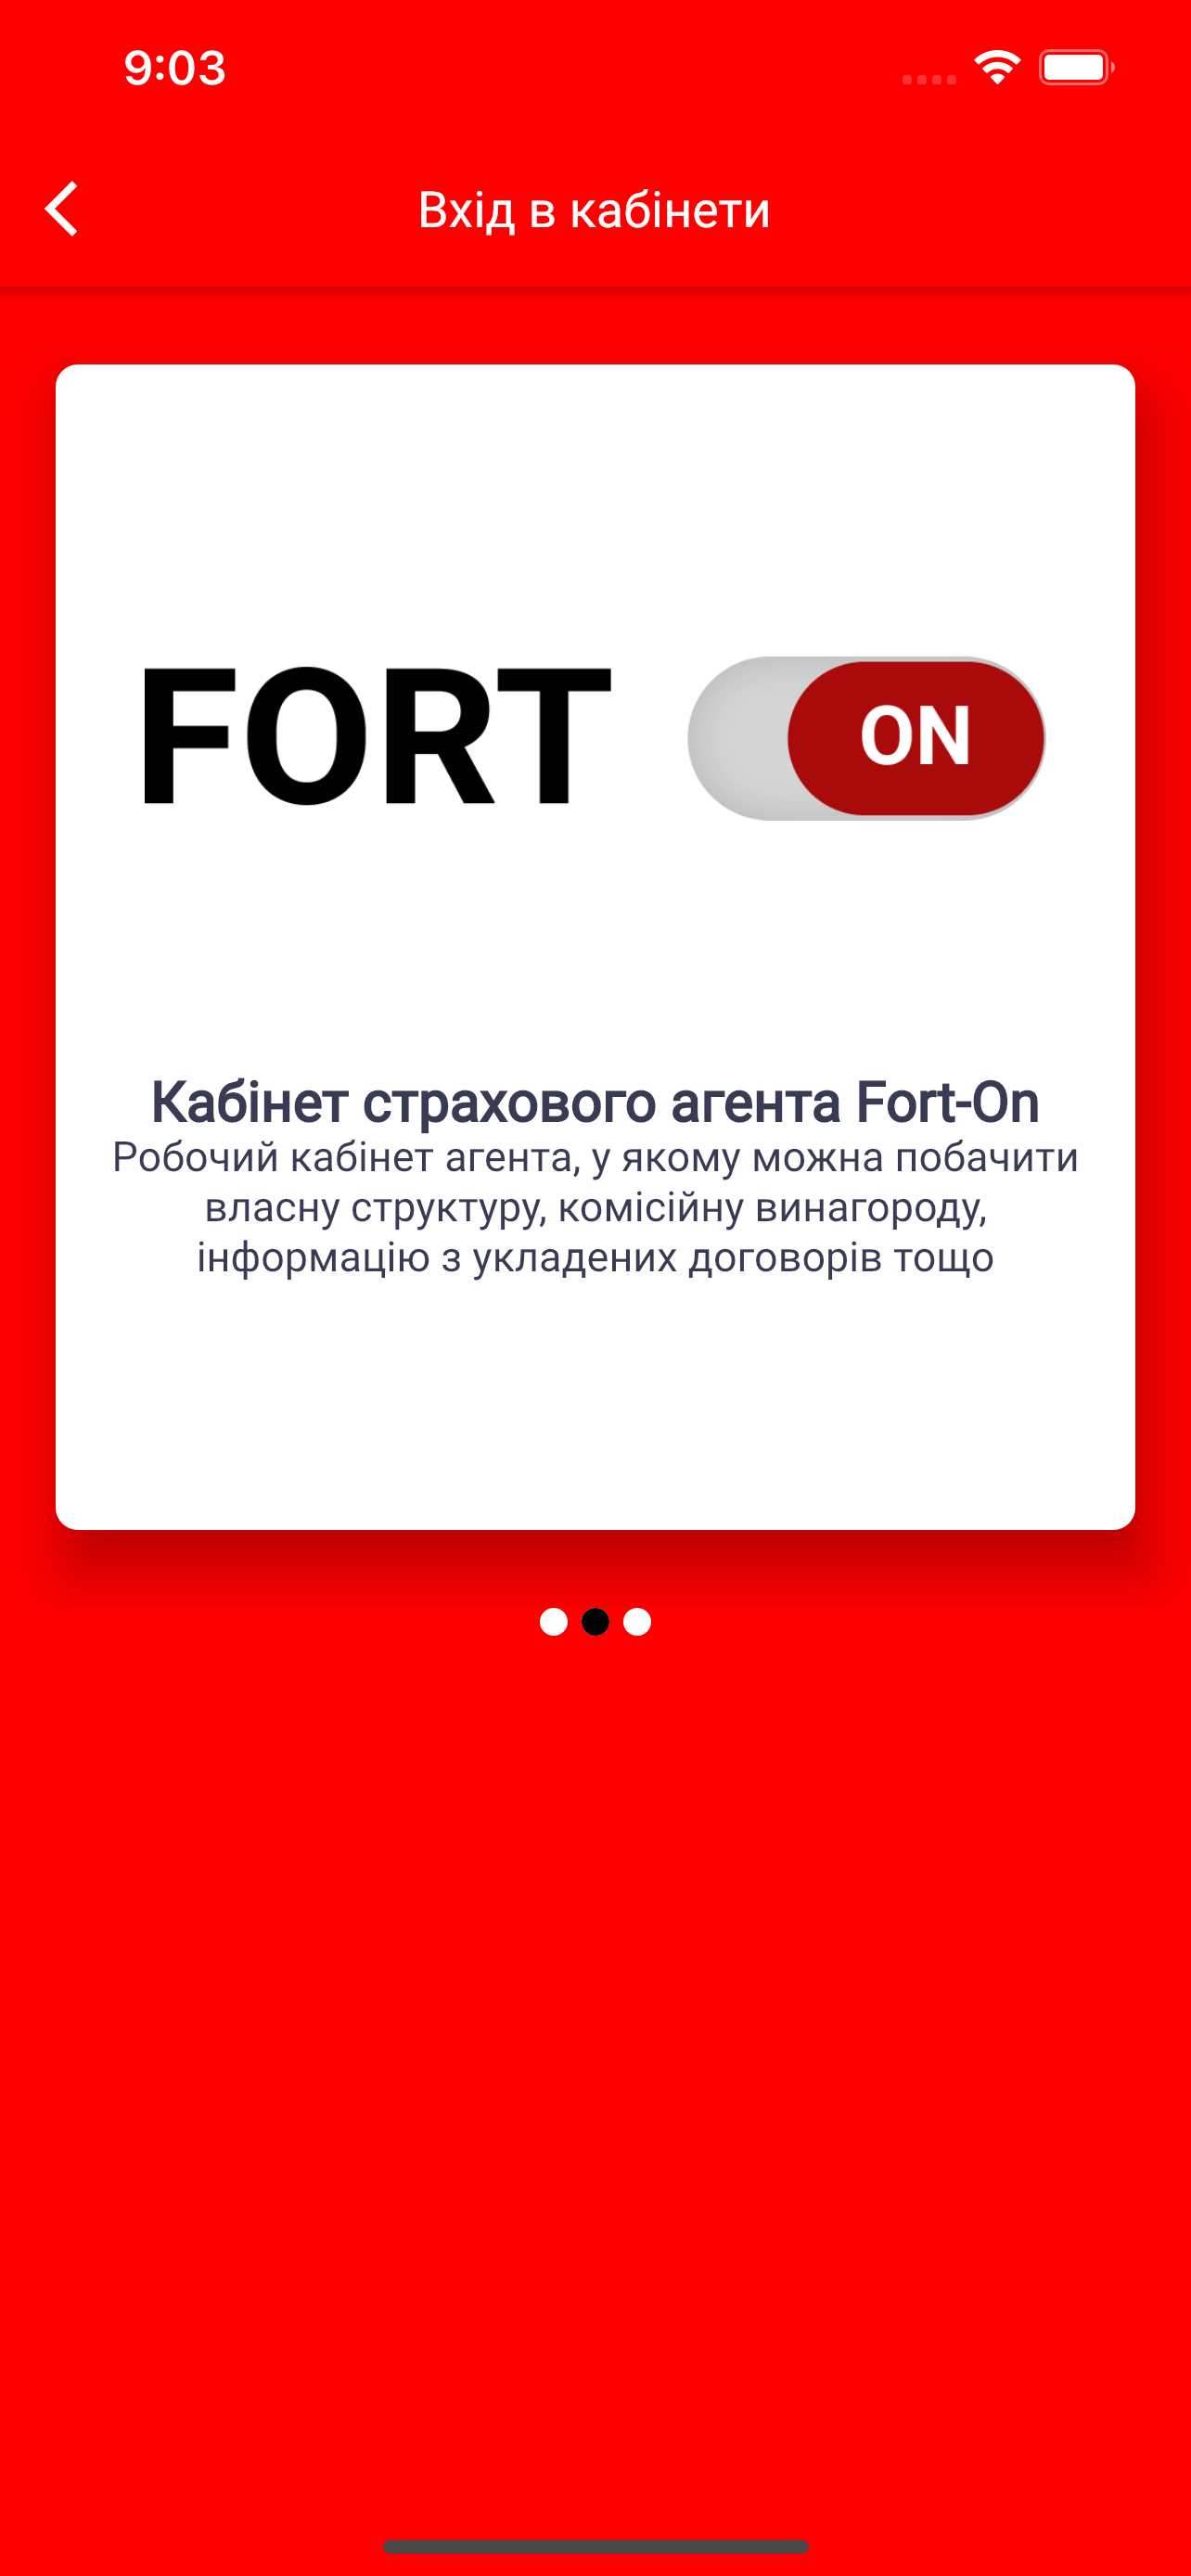 9:03
Вхід в кабінети
FORT ON
Кабінет страхового агента Fort-On
Робочий кабінет агента, у якому можна побачити
власну структуру, комісійну винагороду,
інформацію з укладених договорів тощо